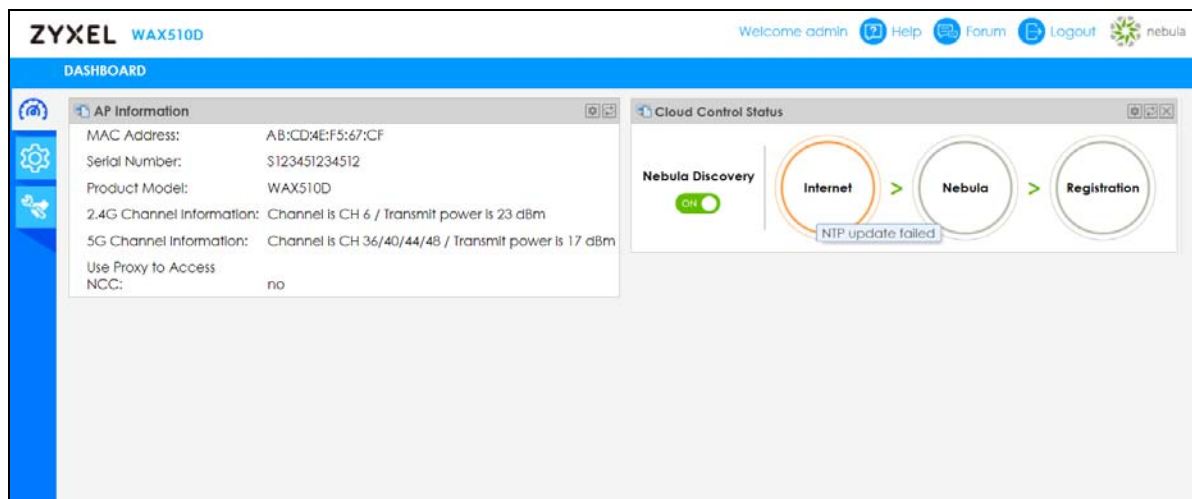 ZYXEL WAX510D
Welcome admin Help Forum Logout nebula
DASHBOARD
AP Information
MAC Address: AB:CD:4E:F5:67:CF
Serial Number: S123451234512
Product Model: WAX510D
2.4G Channel Information: Channel is CH 6 / Transmit power is 23 dBm
5G Channel Information: Channel is CH 36/40/44/48 / Transmit power is 17 dBm
Use Proxy to Access
NCC: no
Cloud Control Status
Nebula Discovery
ON
Internet > Nebula > Registration
NTP update failed